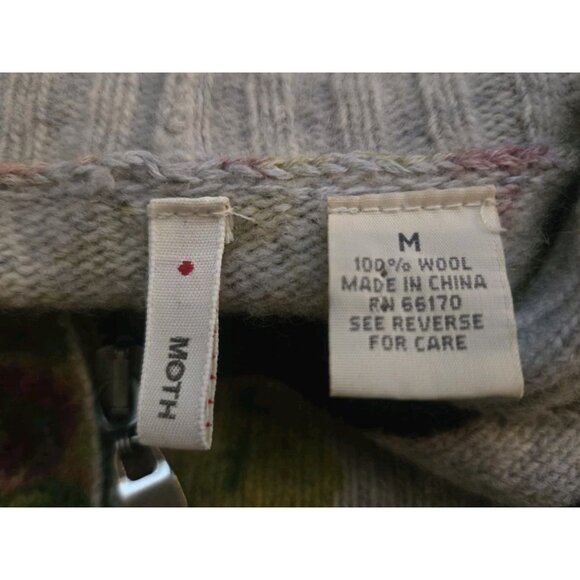 MOTH
M
100% WOOL
MADE IN CHINA
RN 66170
SEE REVERSE
FOR CARE